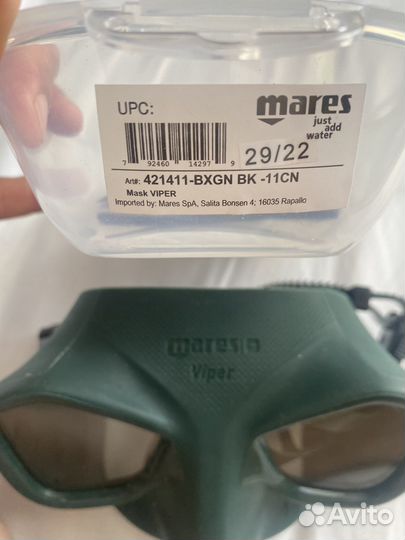 UPC:
mares
just
add
water
7 92460 14297 9
29/22
Art#: 421411-BXGN BK -11CN
Mask VIPER
Imported by: Mares SpA, Salita Bonsen 4; 16035 Rapallo
mares
Viper
Avito